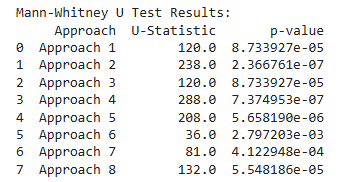 Mann-Whitney U Test Results:
Approach U-Statistic p-value
0 Approach 1 120.0 8.733927e-05
1 Approach 2 238.0 2.366761e-07
2 Approach 3 120.0 8.733927e-05
3 Approach 4 288.0 7.374953e-07
4 Approach 5 208.0 5.658190e-06
5 Approach 6 36.0 2.797203e-03
6 Approach 7 81.0 4.122948e-04
7 Approach 8 132.0 5.548186e-05